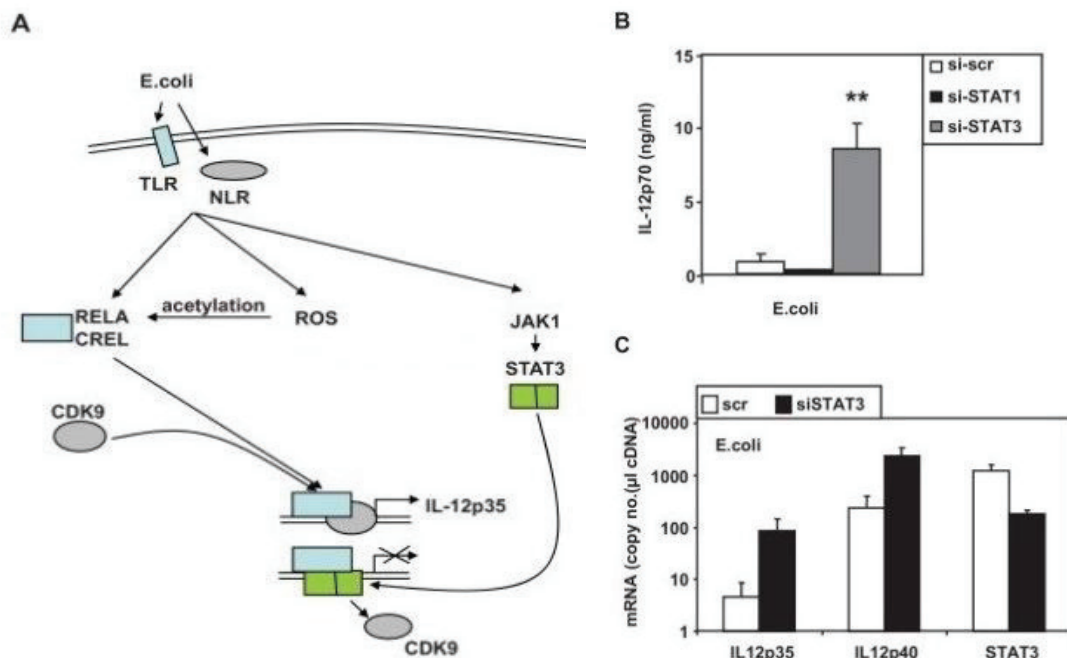 A
E.coli
TLR
NLR
RELA
CREL
acetylation
ROS
JAK1
STAT3
CDK9
IL-12p35
CDK9
B
IL-12p70 (ng/ml)
15
10
5
0
**
si-scr
si-STAT1
si-STAT3
E.coli
C
scr
siSTAT3
E.coli
mRNA (copy no.(µl cDNA)
10000
1000
100
10
1
IL12p35
IL12p40
STAT3